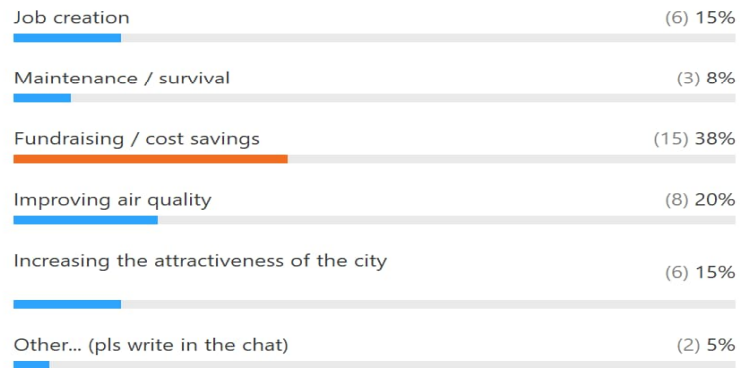 Job creation (6) 15%
Maintenance / survival (3) 8%
Fundraising / cost savings (15) 38%
Improving air quality (8) 20%
Increasing the attractiveness of the city (6) 15%
Other... (pls write in the chat) (2) 5%